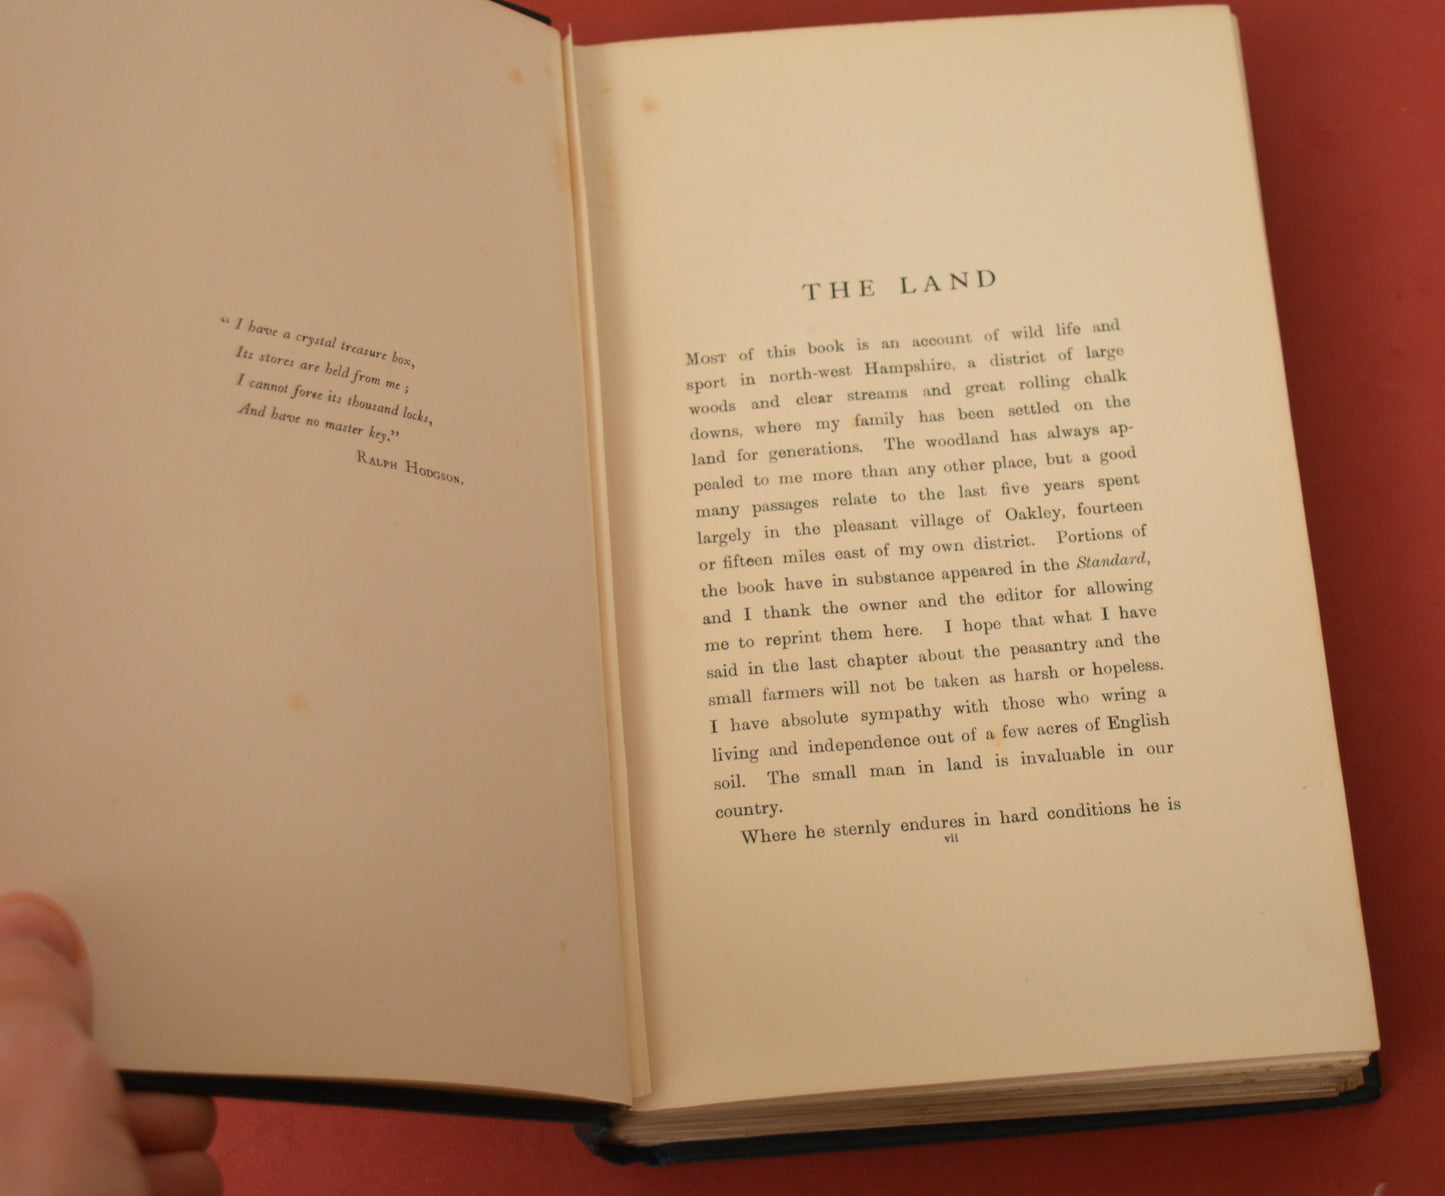 “ I have a crystal treasure box,
Its stores are held from me ;
I cannot force its thousand locks,
And have no master key.”
RALPH HODGSON.
THE LAND
MOST of this book is an account of wild life and
sport in north-west Hampshire, a district of large
woods and clear streams and great rolling chalk
downs, where my family has been settled on the
land for generations. The woodland has always ap-
pealed to me more than any other place, but a good
many passages relate to the last five years spent
largely in the pleasant village of Oakley, fourteen
or fifteen miles east of my own district. Portions of
the book have in substance appeared in the Standard,
and I thank the owner and the editor for allowing
me to reprint them here. I hope that what I have
said in the last chapter about the peasantry and the
small farmers will not be taken as harsh or hopeless.
I have absolute sympathy with those who wring a
living and independence out of a few acres of English
soil. The small man in land is invaluable in our
country.
Where he sternly endures in hard conditions he is
vii